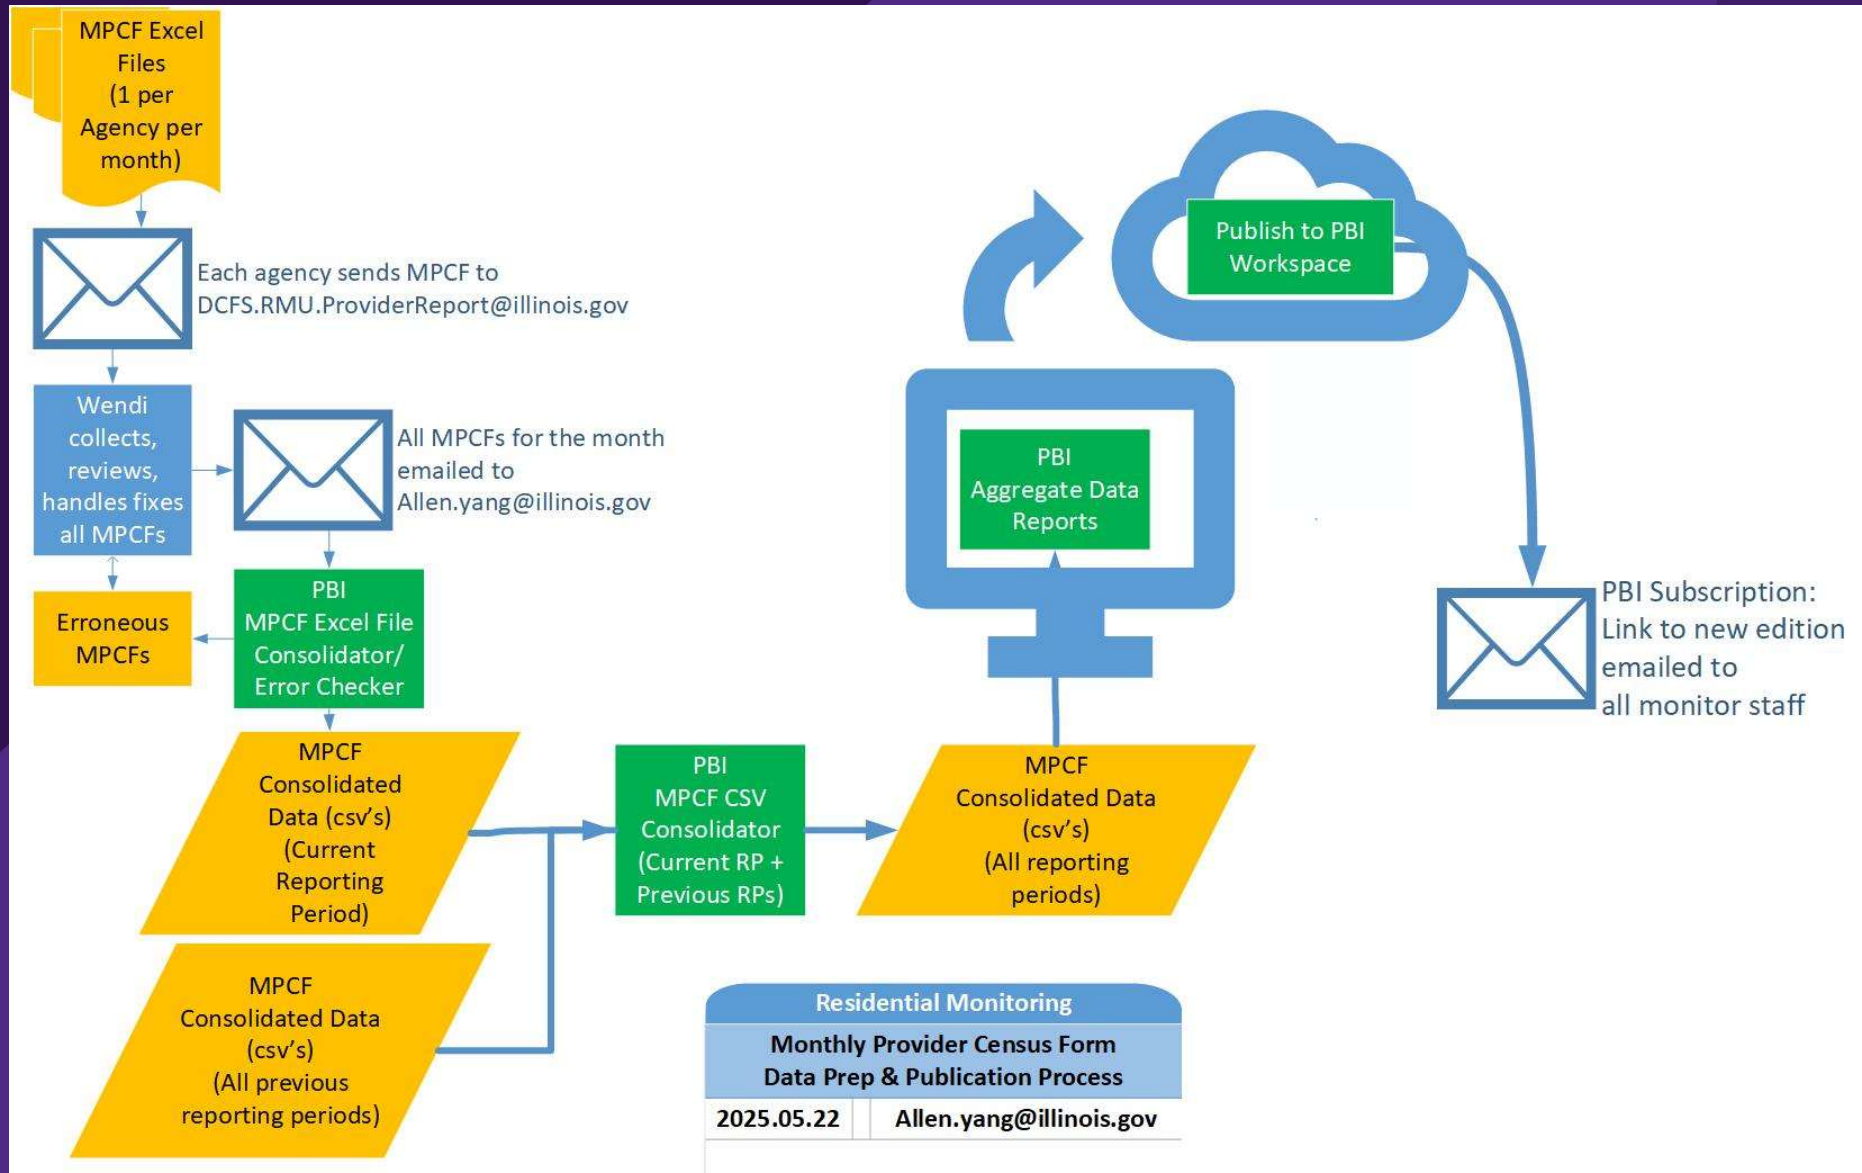 MPCF Excel
Files
(1 per
Agency per
month)
Each agency sends MPCF to
DCFS.RMU.ProviderReport@illinois.gov
Wendi
collects,
reviews,
handles fixes
all MPCFs
All MPCFs for the month
emailed to
Allen.yang@illinois.gov
Erroneous
MPCFs
PBI
MPCF Excel File
Consolidator/
Error Checker
MPCF
Consolidated
Data (csv’s)
(Current
Reporting
Period)
MPCF
Consolidated Data
(csv’s)
(All previous
reporting periods)
PBI
MPCF CSV
Consolidator
(Current RP +
Previous RPs)
MPCF
Consolidated Data
(csv’s)
(All reporting
periods)
PBI
Aggregate Data
Reports
Publish to PBI
Workspace
PBI Subscription:
Link to new edition
emailed to
all monitor staff
Residential Monitoring
Monthly Provider Census Form
Data Prep & Publication Process
2025.05.22 Allen.yang@illinois.gov